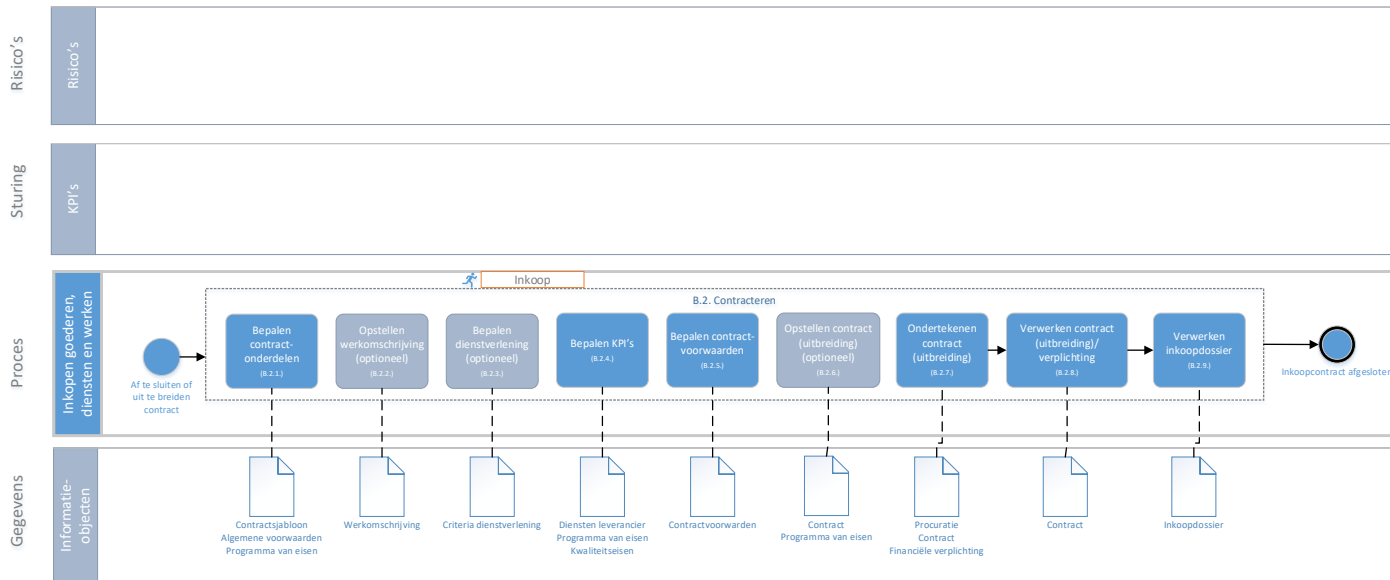 Risico's
Risico's
Sturing
KPI's
Proces
Inkopen goederen,
diensten en werken
Inkoop
B.2. Contracteren
Af te sluiten of
uit te breiden
contract
Bepalen
contract-
onderdelen
(B.2.1.)
Opstellen
werkomschrijving
(optioneel)
(B.2.2.)
Bepalen
dienstverlening
(optioneel)
(B.2.3.)
Bepalen KPI's
(B.2.4.)
Bepalen contract-
voorwaarden
(B.2.5.)
Opstellen contract
(uitbreiding)
(optioneel)
(B.2.6.)
Ondertekenen
contract
(uitbreiding)
(B.2.7.)
Verwerken contract
(uitbreiding)/
verplichting
(B.2.8.)
Verwerken
inkoopdossier
(B.2.9.)
Inkoopcontract afgesloten
Gegevens
Informatie-
objecten
Contractsjabloon
Algemene voorwaarden
Programma van eisen
Werkomschrijving
Criteria dienstverlening
Diensten leverancier
Programma van eisen
Kwaliteitseisen
Contractvoorwarden
Contract
Programma van eisen
Procuratie
Contract
Financiële verplichting
Contract
Inkoopdossier